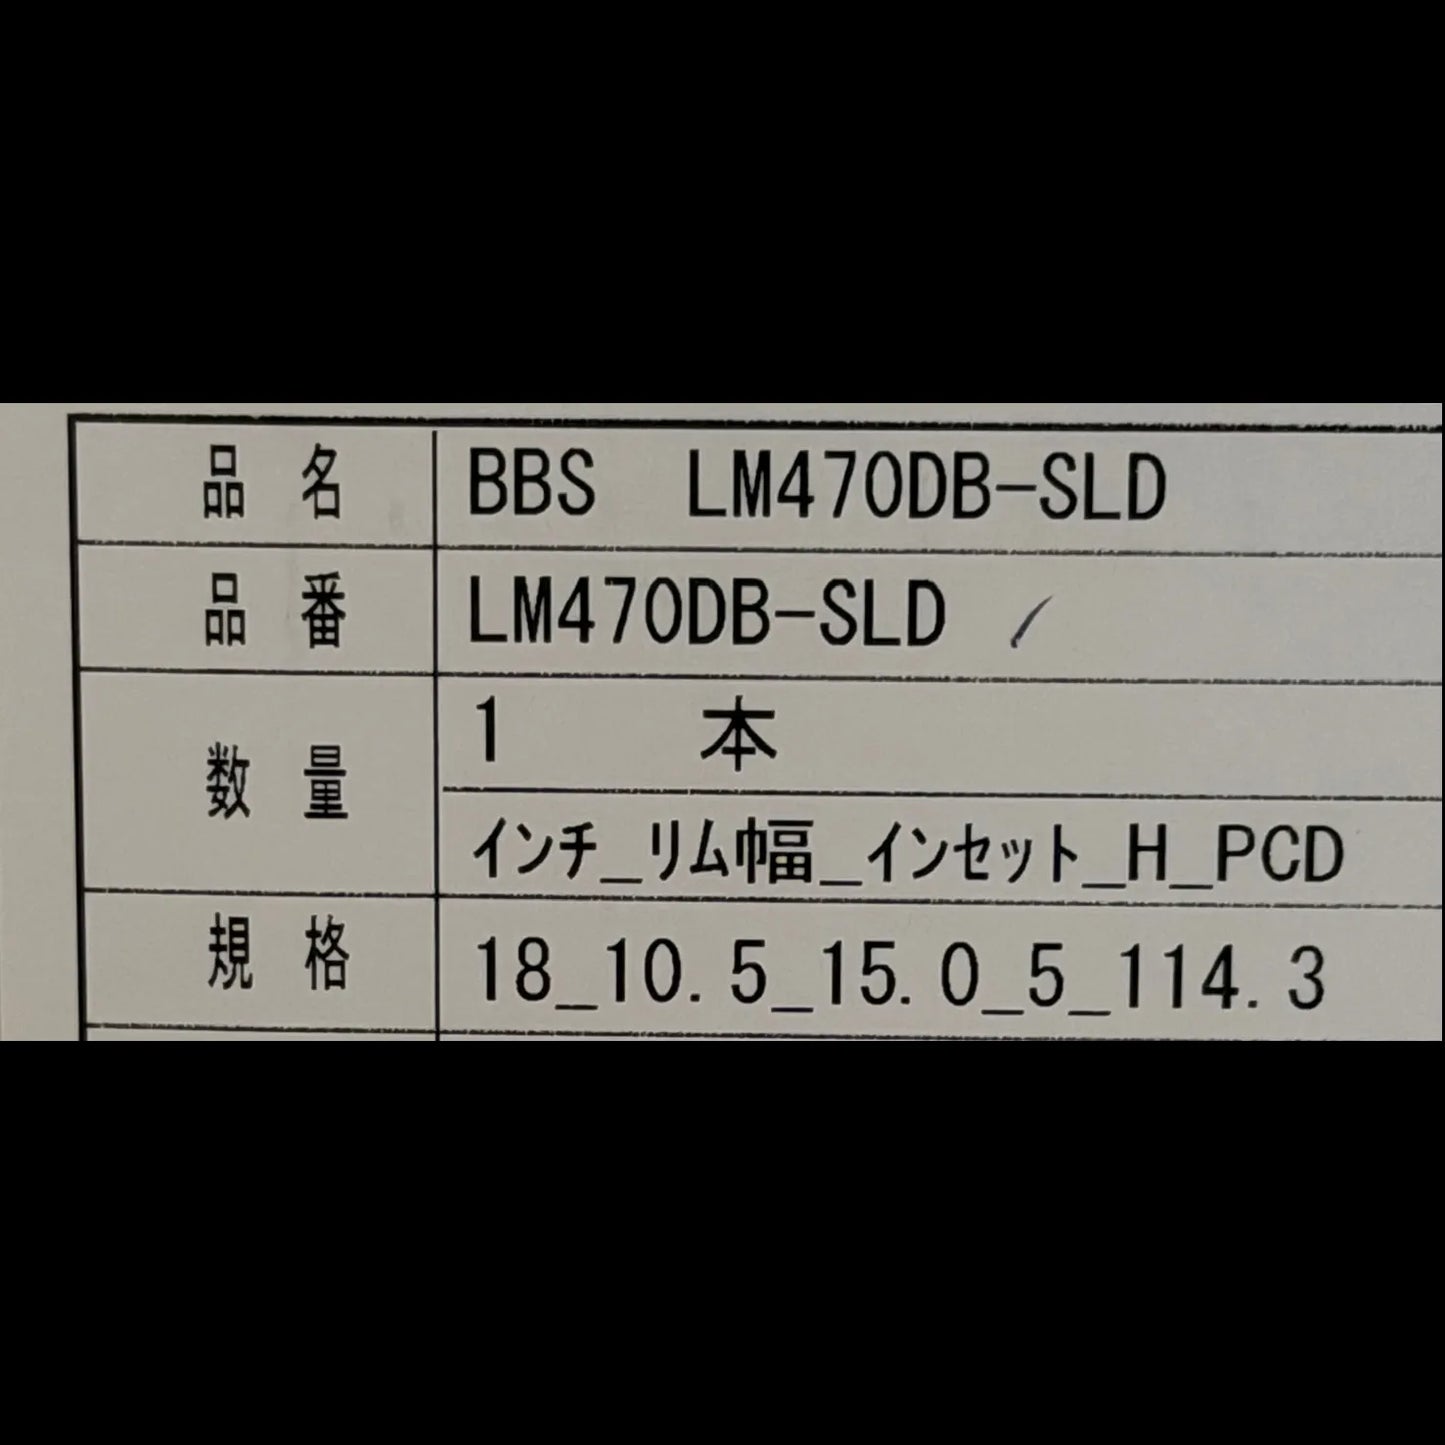 品名 BBS LM470DB-SLD
品番 LM470DB-SLD
数量 1 本
インチ_リム幅_インセット_H_PCD
規格 18_10.5_15.0_5_114.3